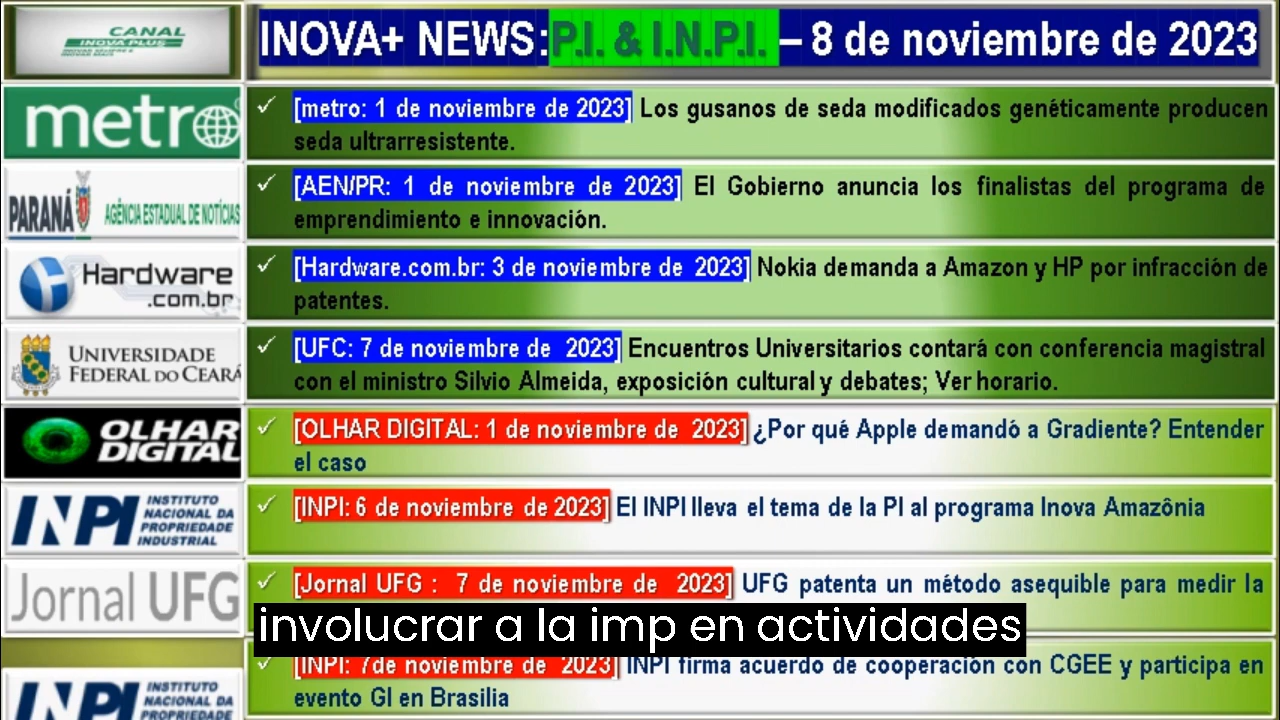 CANAL
INOVA PLUS
INOVA+ NEWS: P.I. & I.N.P.I. – 8 de noviembre de 2023
metro
✓ [metro: 1 de noviembre de 2023] Los gusanos de seda modificados genéticamente producen
seda ultrarresistente.
PARANÁ AGÊNCIA ESTADUAL DE NOTÍCIAS
✓ [AEN/PR: 1 de noviembre de 2023] El Gobierno anuncia los finalistas del programa de
emprendimiento e innovación.
Hardware
.com.br
✓ [Hardware.com.br: 3 de noviembre de 2023] Nokia demanda a Amazon y HP por infracción de
patentes.
UNIVERSIDADE
FEDERAL DO CEARÁ
✓ [UFC: 7 de noviembre de 2023] Encuentros Universitarios contará con conferencia magistral
con el ministro Silvio Almeida, exposición cultural y debates; Ver horario.
OLHAR
DIGITAL
✓ [OLHAR DIGITAL: 1 de noviembre de 2023] ¿Por qué Apple demandó a Gradiente? Entender
el caso
INPI INSTITUTO
NACIONAL DA
PROPRIEDADE
INDUSTRIAL
✓ [INPI: 6 de noviembre de 2023] El INPI lleva el tema de la PI al programa Inova Amazônia
Jornal UFG
✓ [Jornal UFG : 7 de noviembre de 2023] UFG patenta un método asequible para medir la
involucrar a la imp en actividades
INPI INSTITUTO
NACIONAL DA
PROPRIEDADE
✓ [INPI: 7de noviembre de 2023] INPI firma acuerdo de cooperación con CGEE y participa en
evento GI en Brasilia